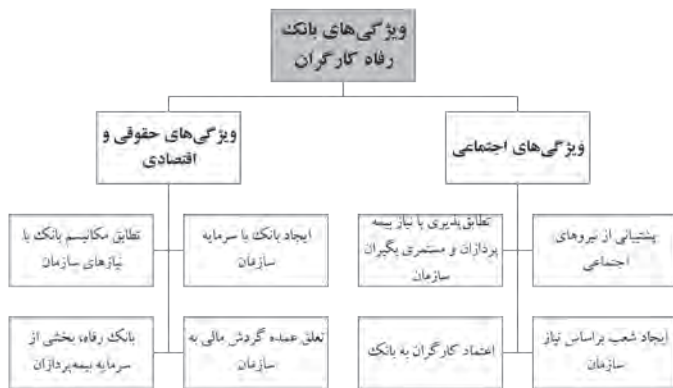 ویژگی‌های بانک
رفاه کارگران
ویژگی‌های اجتماعی
ویژگی‌های حقوقی و
اقتصادی
پشتیبانی از نیروهای
اجتماعی
تطابق‌پذیری با نیاز بیمه
پردازان و مستمری بگیران
سازمان
ایجاد شعب براساس نیاز
سازمان
اعتماد کارگران به بانک
ایجاد بانک با سرمایه
سازمان
تطابق مکانیسم بانک با
نیازهای سازمان
تعلق عمده گردش مالی به
سازمان
بانک رفاه، بخشی از
سرمایه بیمه‌پردازان